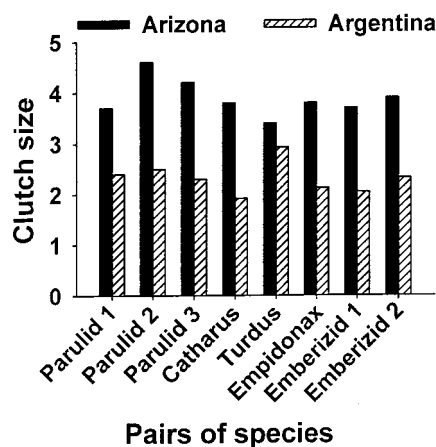 Arizona Argentina
Clutch size
5
4
3
2
1
0
Parulid 1
Parulid 2
Parulid 3
Catharus
Turdus
Empidonax
Emberizid 1
Emberizid 2
Pairs of species